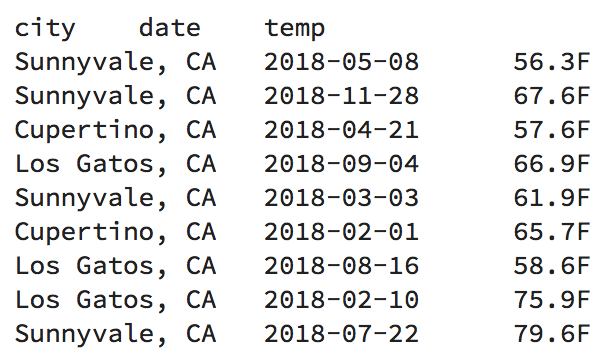 city    date    temp
Sunnyvale, CA   2018-05-08      56.3F
Sunnyvale, CA   2018-11-28      67.6F
Cupertino, CA   2018-04-21      57.6F
Los Gatos, CA   2018-09-04      66.9F
Sunnyvale, CA   2018-03-03      61.9F
Cupertino, CA   2018-02-01      65.7F
Los Gatos, CA   2018-08-16      58.6F
Los Gatos, CA   2018-02-10      75.9F
Sunnyvale, CA   2018-07-22      79.6F